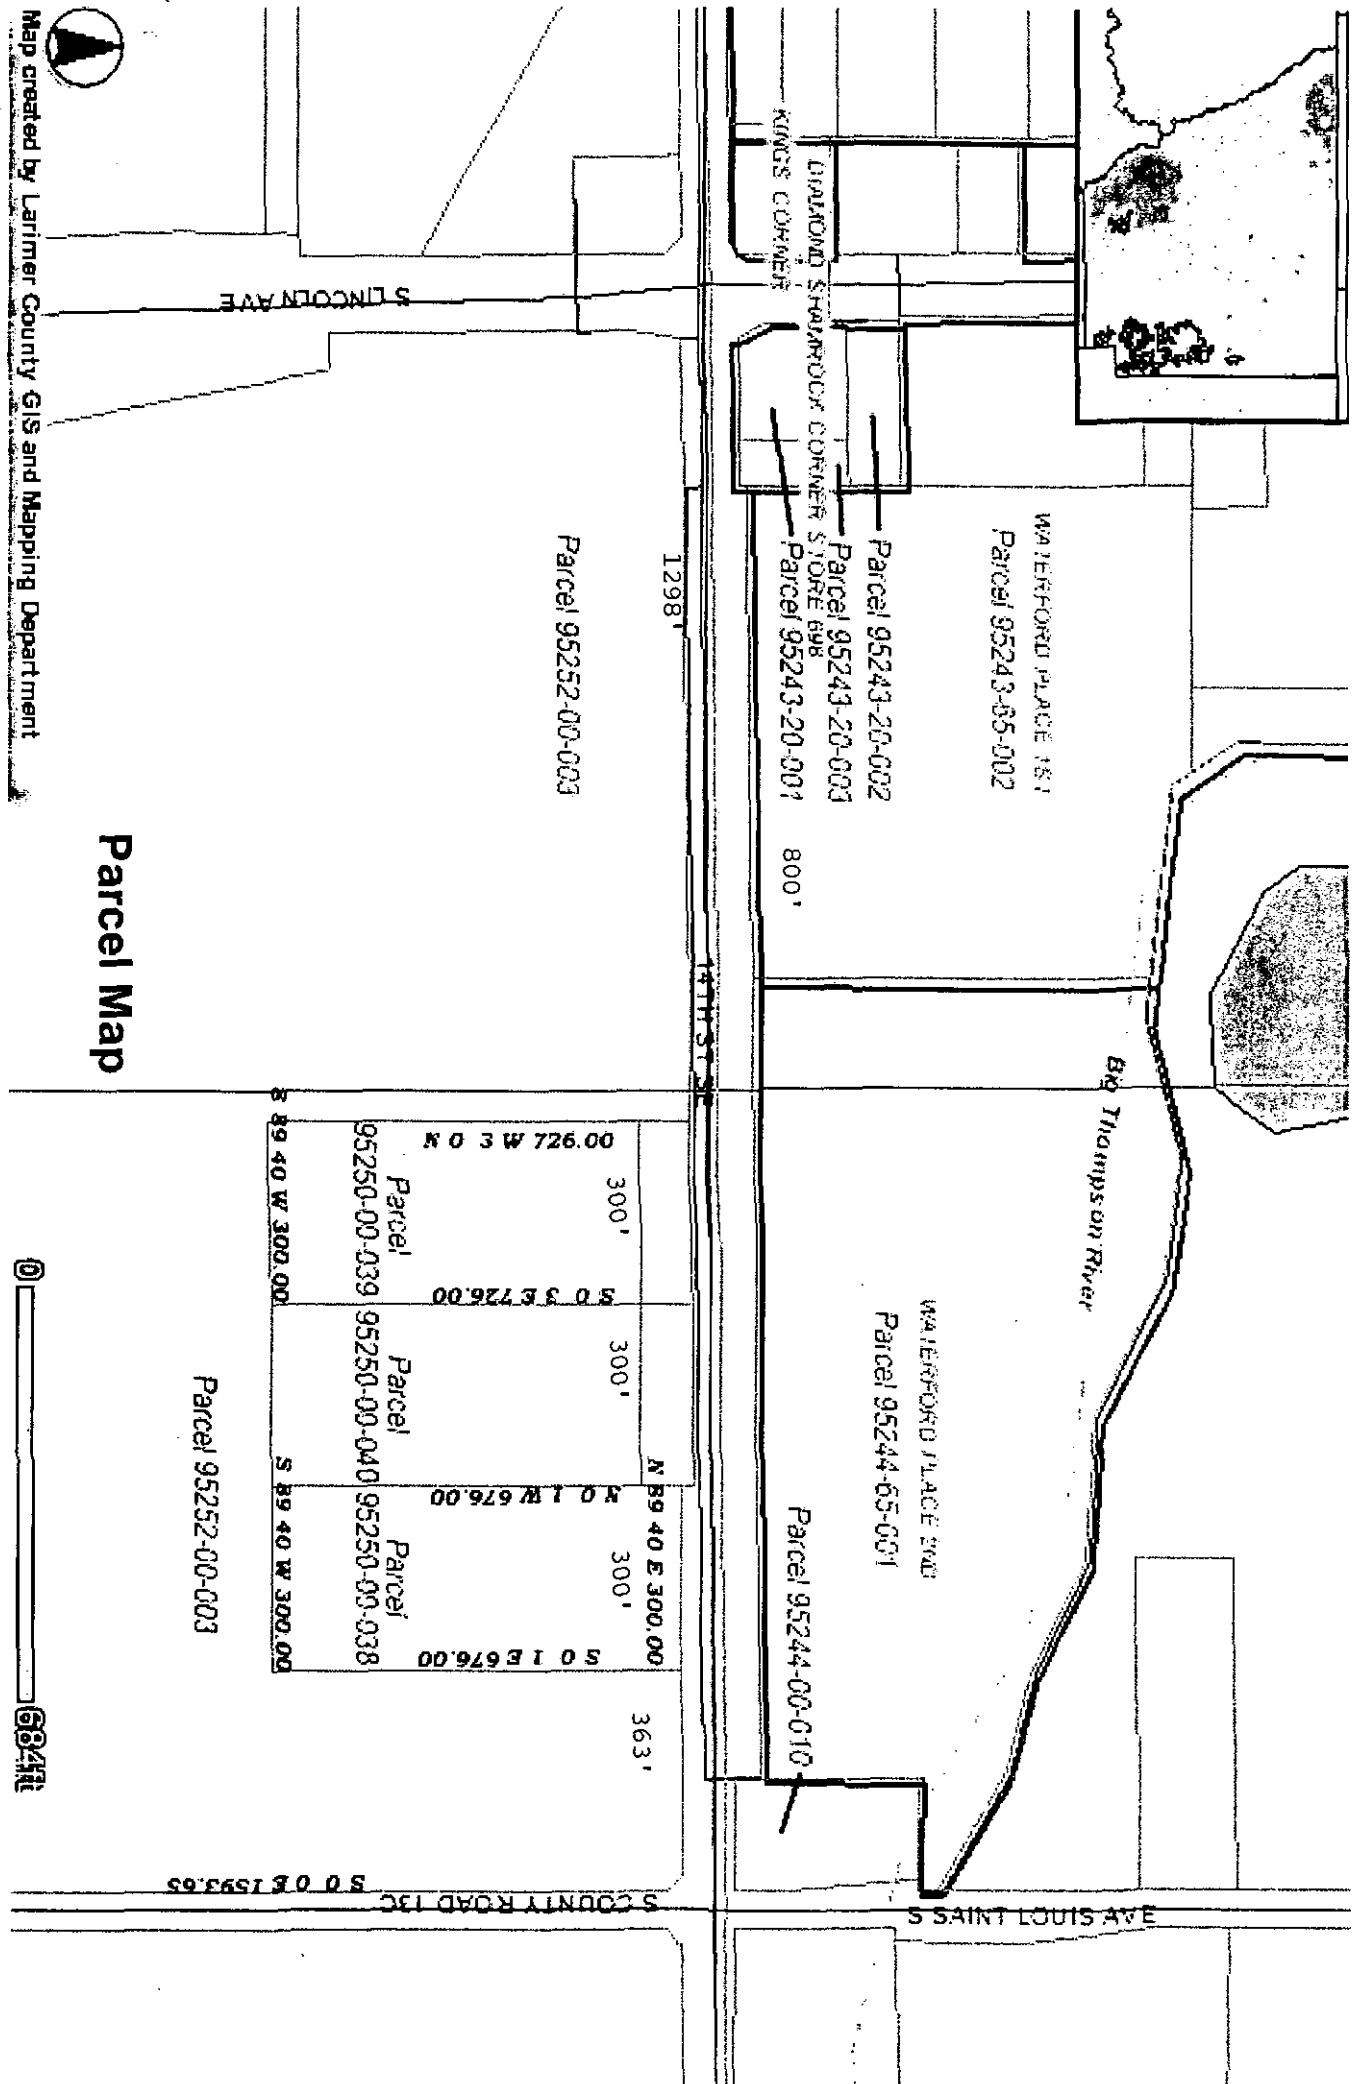 WATERFORD PLACE 1ST
Parcel 95243-65-002
Big Thompson River
WATERFORD PLACE 2ND
Parcel 95244-65-001
S SAINT LOUIS AVE
Parcel 95243-20-002
Parcel 95243-20-003
DIAMOND SHAMROCK CORNER STORE 698
KINGS CORNER
Parcel 95243-20-001
800'
Parcel 95244-00-010
14TH ST SE
1298'
N 89 40 E 300.00
363'
300'
300'
300'
Parcel 95252-00-003
N 0 3 W 726.00
S 0 3 E 726.00
N 0 1 W 676.00
S 0 1 E 676.00
Parcel
95250-00-039
Parcel
95250-00-040
Parcel
95250-00-038
S 89 40 W 300.00
S 89 40 W 300.00
S LINCOLN AVE
S COUNTY ROAD 13C
S 0 0 E 1593.65
Parcel 95252-00-003
Parcel Map
Map created by Larimer County GIS and Mapping Department
0